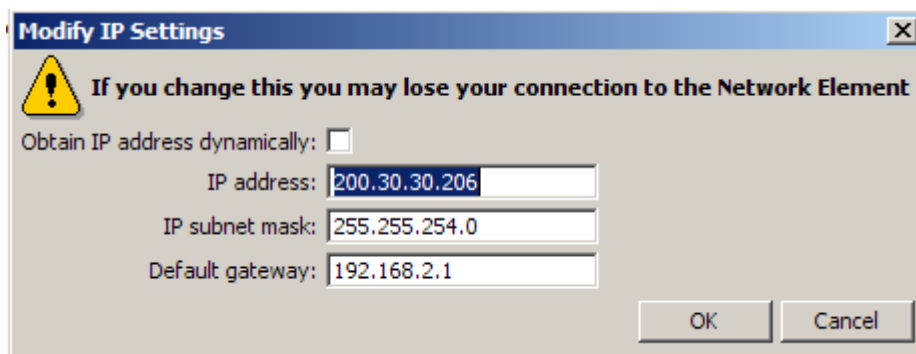 Modify IP Settings
If you change this you may lose your connection to the Network Element
Obtain IP address dynamically:
IP address: 200.30.30.206
IP subnet mask: 255.255.254.0
Default gateway: 192.168.2.1
OK Cancel